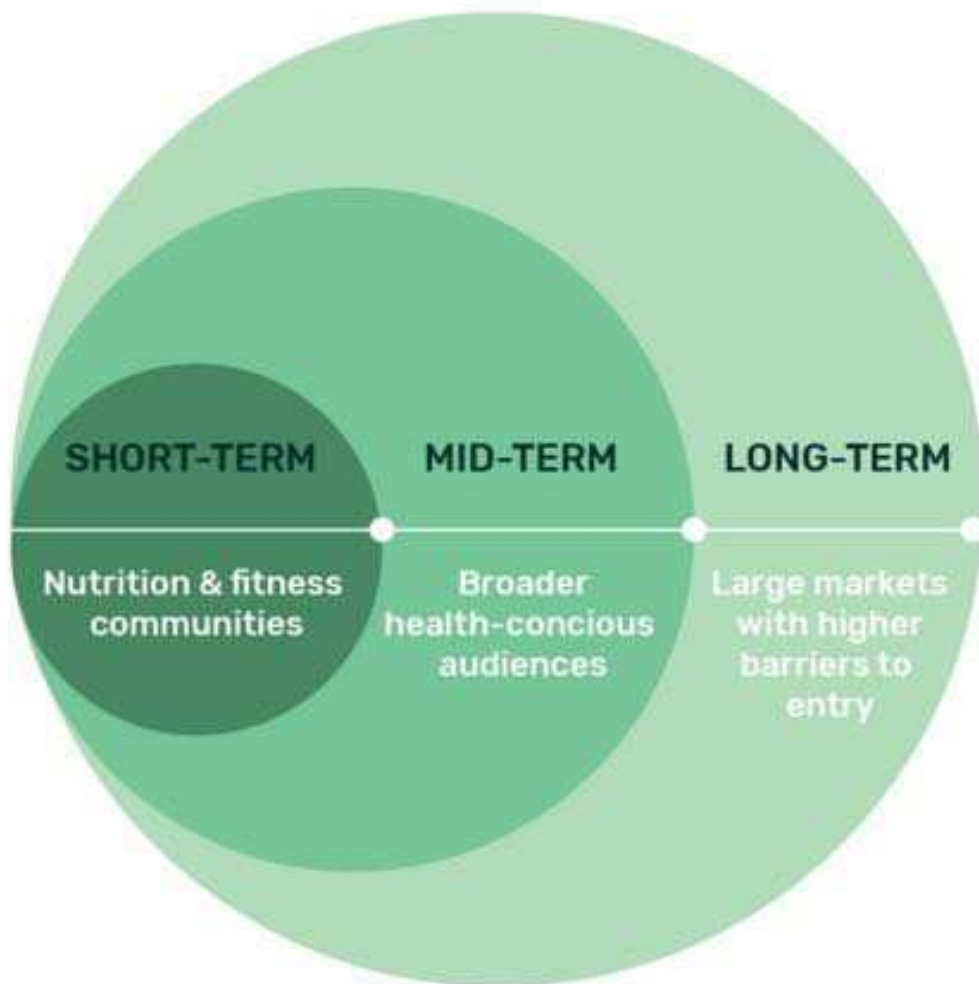 SHORT-TERM
Nutrition & fitness
communities
MID-TERM
Broader
health-concious
audiences
LONG-TERM
Large markets
with higher
barriers to
entry